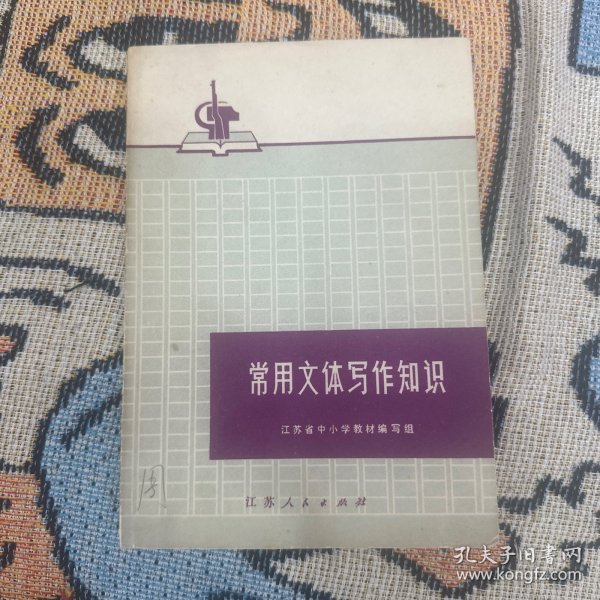 常用文体写作知识
江苏省中小学教材编写组
周
江苏人民出版社
孔夫子旧书网
www.kongfz.com